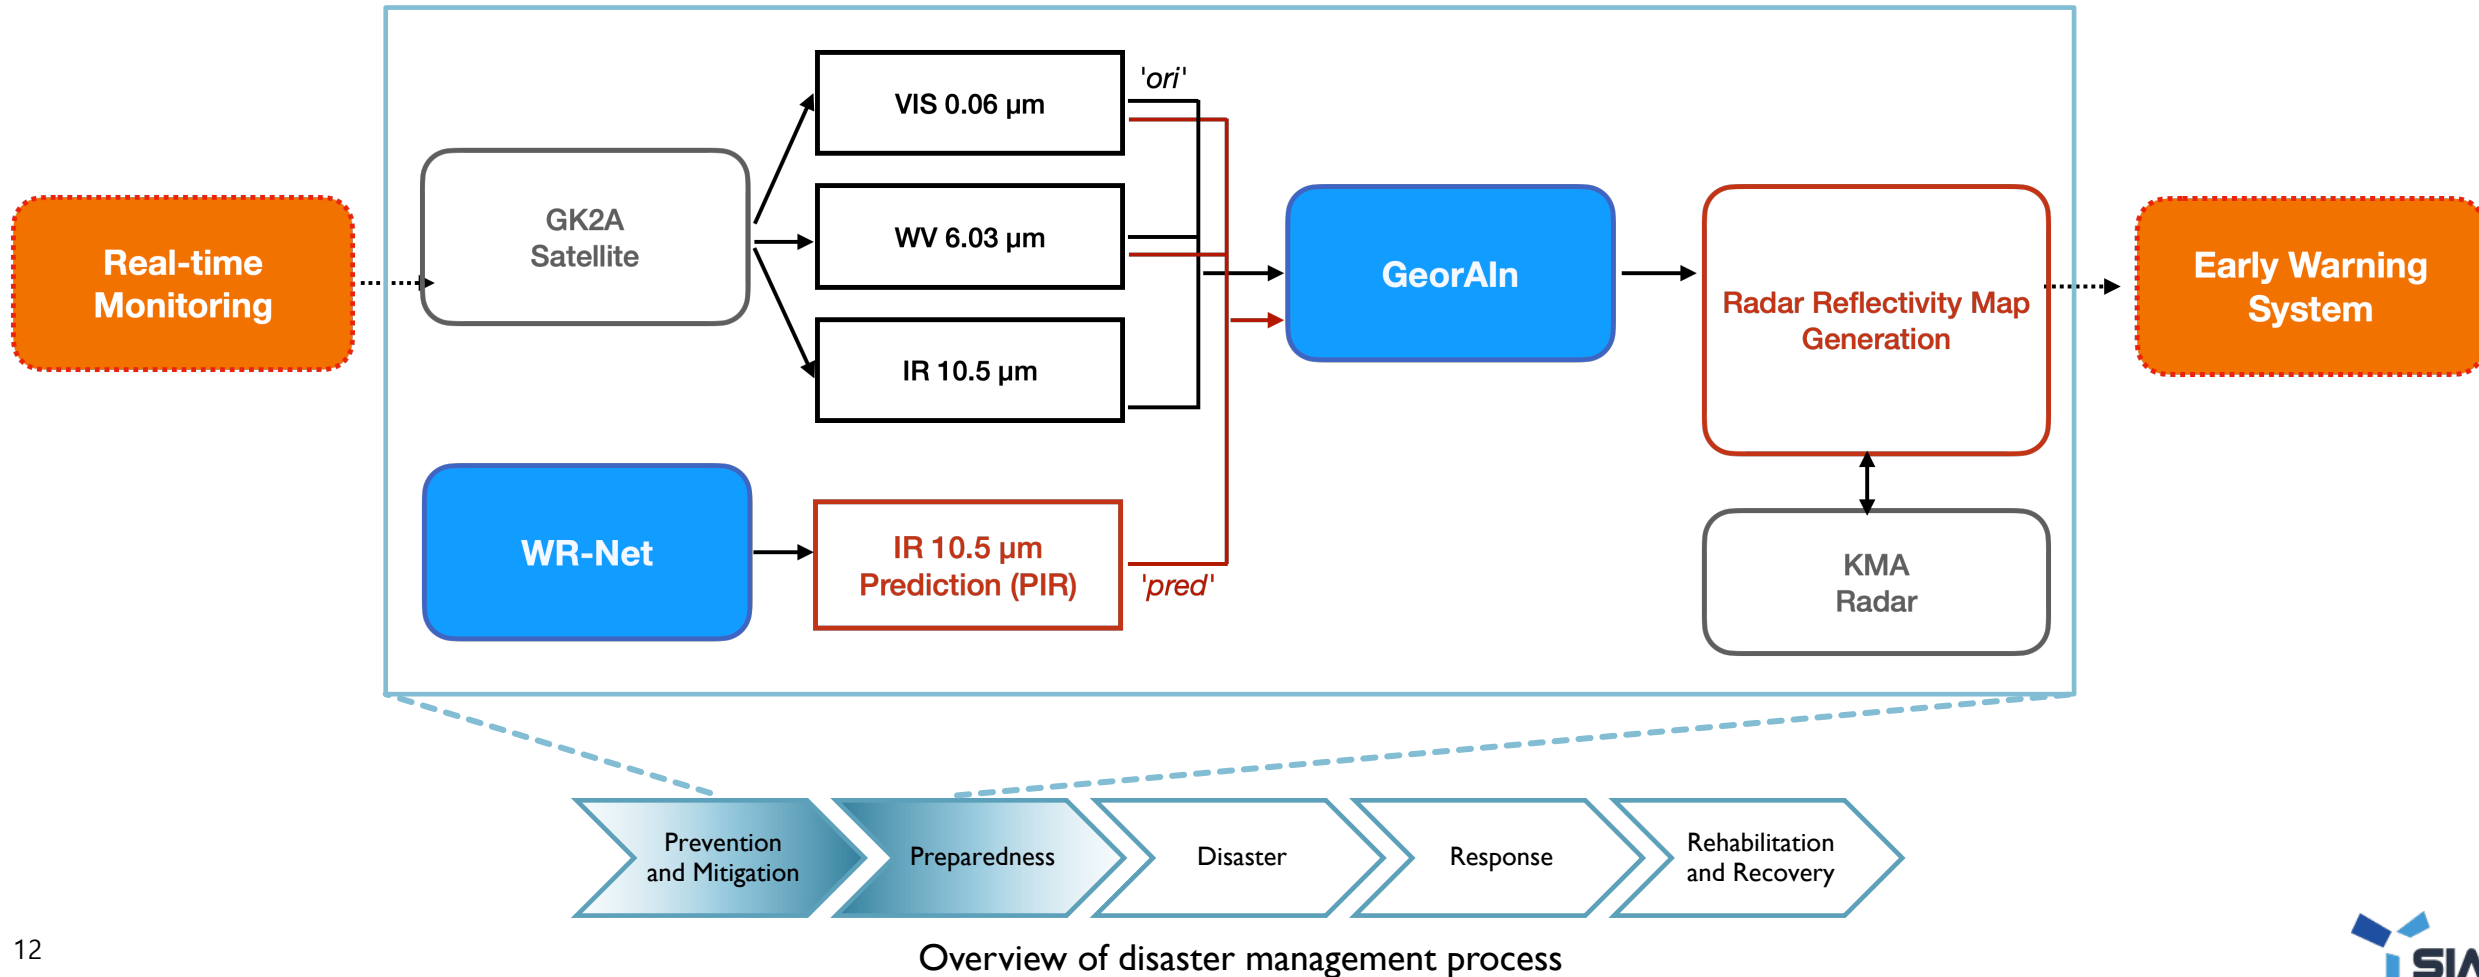 Real-time
Monitoring
GK2A
Satellite
VIS 0.06 µm
WV 6.03 µm
IR 10.5 µm
'ori'
WR-Net
IR 10.5 µm
Prediction (PIR)
'pred'
GeorAIn
Radar Reflectivity Map
Generation
KMA
Radar
Early Warning
System
Prevention
and Mitigation
Preparedness
Disaster
Response
Rehabilitation
and Recovery
12
Overview of disaster management process